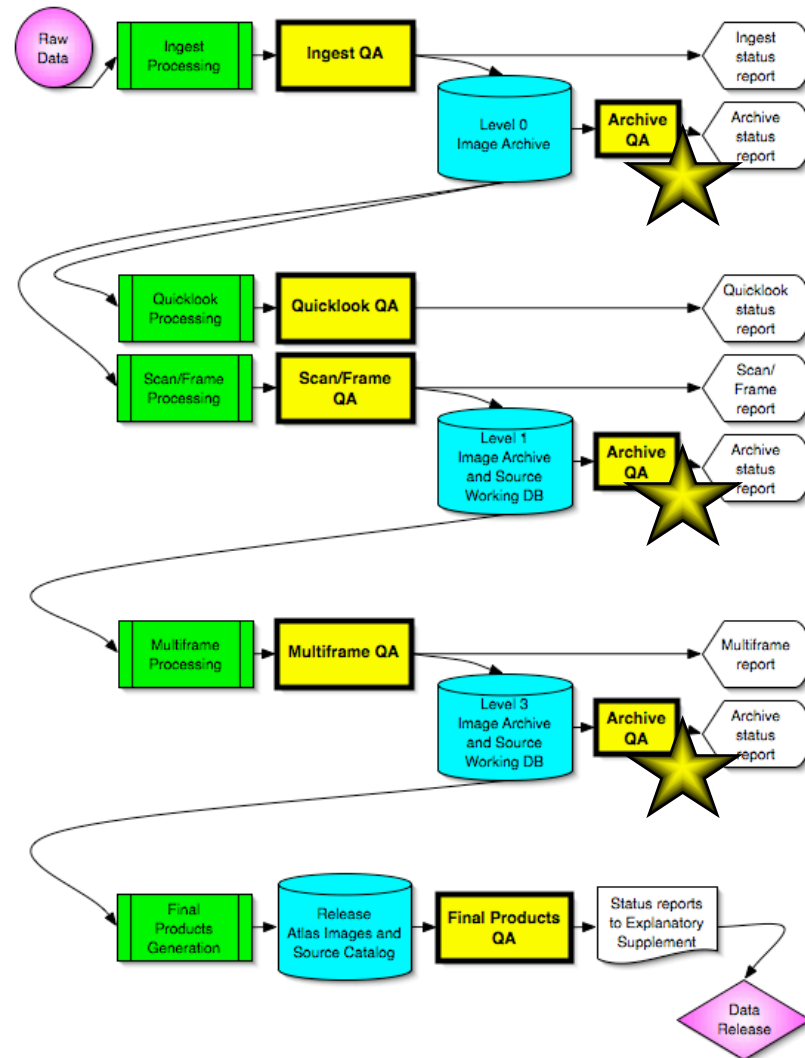 Raw
Data
Ingest
Processing
Ingest QA
Ingest
status
report
Level 0
Image Archive
Archive
QA
Archive
status
report
Quicklook
Processing
Quicklook QA
Quicklook
status
report
Scan/Frame
Processing
Scan/Frame
QA
Scan/
Frame
report
Level 1
Image Archive
and Source
Working DB
Archive
QA
Archive
status
report
Multiframe
Processing
Multiframe QA
Multiframe
report
Level 3
Image Archive
and Source
Working DB
Archive
QA
Archive
status
report
Final
Products
Generation
Release
Atlas Images and
Source Catalog
Final Products
QA
Status reports
to Explanatory
Supplement
Data
Release